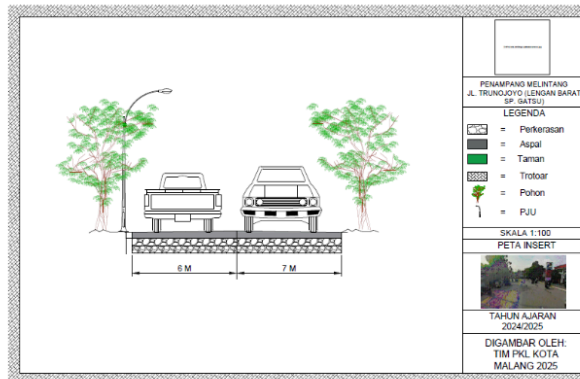 6 M
7 M
PENAMPANG MELINTANG
JL. TRUNOJOYO (LENGAN BARAT
SP. GATSU)
LEGENDA
= Perkerasan
= Aspal
= Taman
= Trotoar
= Pohon
= PJU
SKALA 1:100
PETA INSERT
TAHUN AJARAN
2024/2025
DIGAMBAR OLEH:
TIM PKL KOTA
MALANG 2025